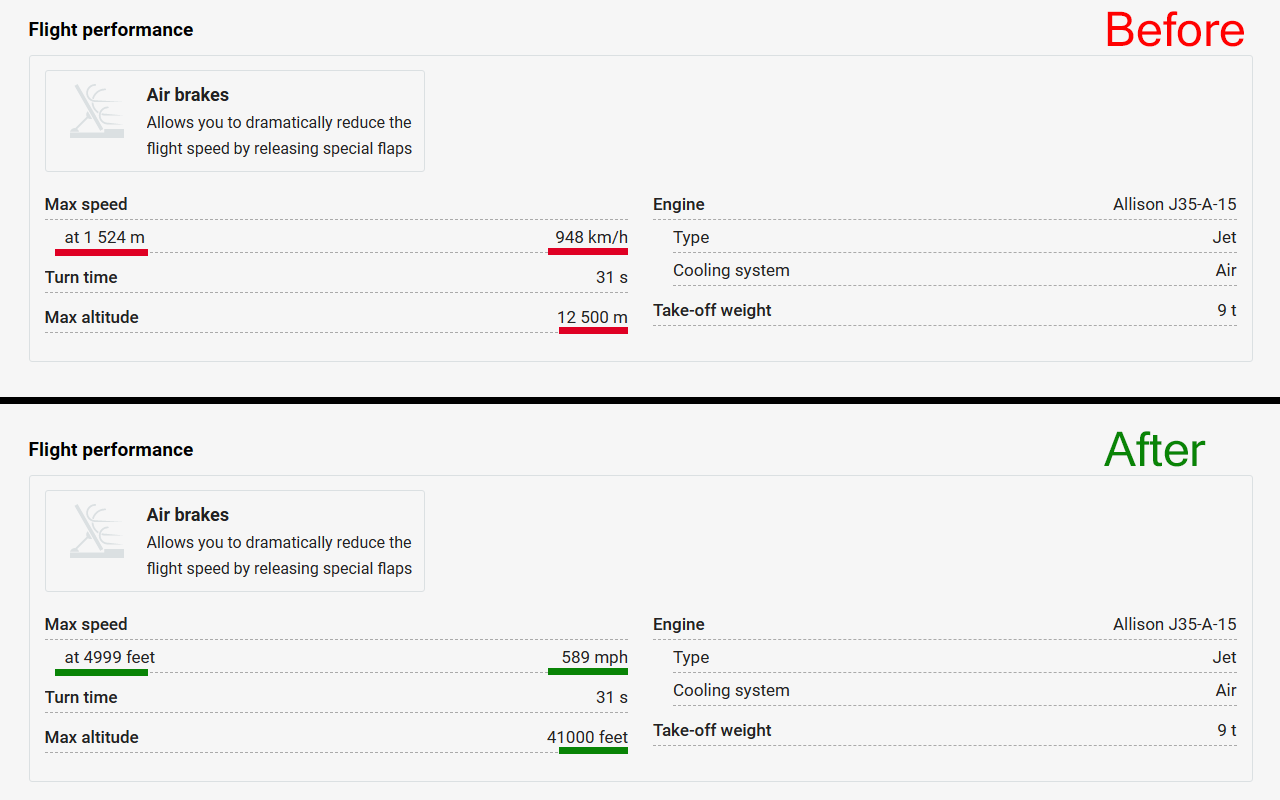 Flight performance
Before
Air brakes
Allows you to dramatically reduce the
flight speed by releasing special flaps
Max speed
at 1 524 m 948 km/h
Turn time 31 s
Max altitude 12 500 m
Engine Allison J35-A-15
Type Jet
Cooling system Air
Take-off weight 9 t
Flight performance
After
Air brakes
Allows you to dramatically reduce the
flight speed by releasing special flaps
Max speed
at 4999 feet 589 mph
Turn time 31 s
Max altitude 41000 feet
Engine Allison J35-A-15
Type Jet
Cooling system Air
Take-off weight 9 t